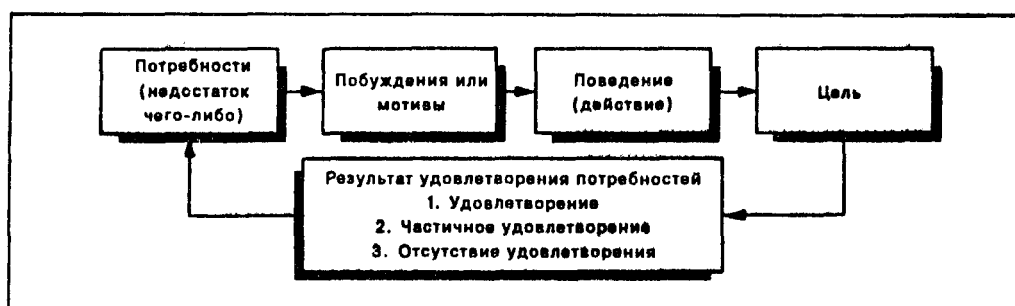 Потребности
(недостаток
чего-либо)
Побуждения или
мотивы
Поведение
(действие)
Цель
Результат удовлетворения потребностей
1. Удовлетворение
2. Частичное удовлетворение
3. Отсутствие удовлетворения